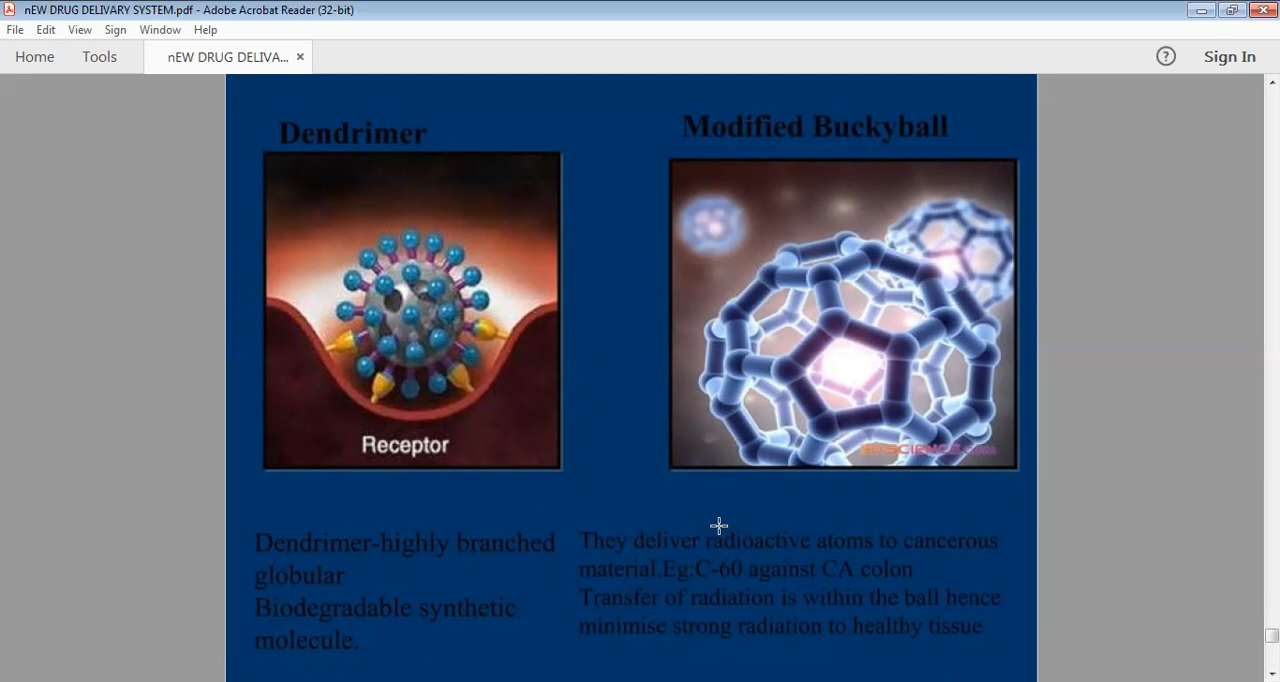 nEW DRUG DELIVARY SYSTEM.pdf - Adobe Acrobat Reader (32-bit)
File Edit View Sign Window Help
Home Tools nEW DRUG DELIVA... × ? Sign In
Dendrimer
Modified Buckyball
Receptor
Dendrimer-highly branched
globular
Biodegradable synthetic
molecule.
They deliver radioactive atoms to cancerous
material.Eg:C-60 against CA colon
Transfer of radiation is within the ball hence
minimise strong radiation to healthy tissue